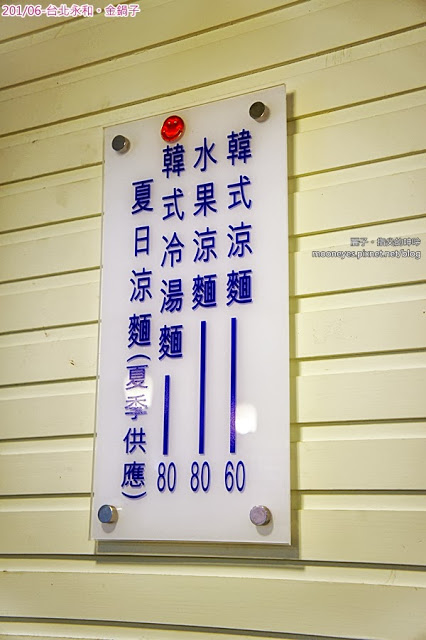 201/06-台北永和·金鍋子
韓式涼麵——60
水果涼麵——80
韓式冷湯麵——80
夏日涼麵(夏季供應)
mooneyes.pixnet.net/blog